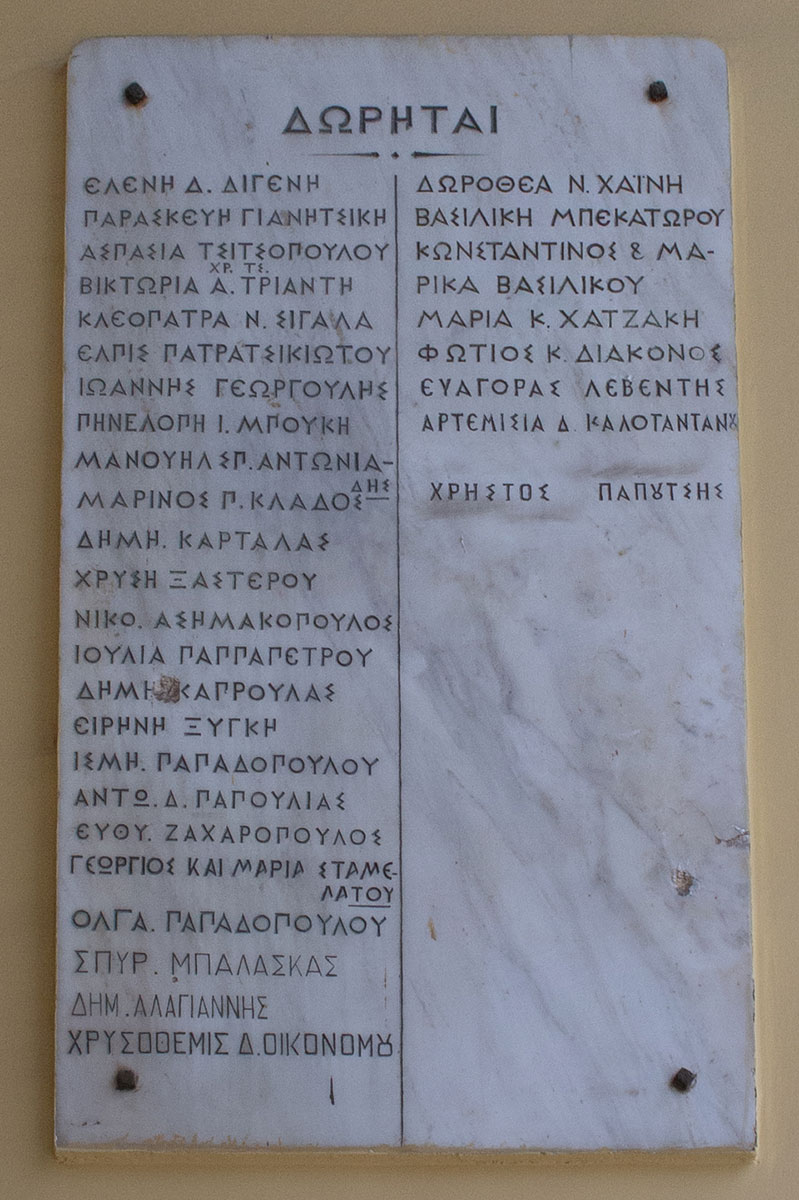 ΔΩΡΗΤΑΙ
ΕΛΕΝΗ Δ. ΔΙΓΕΝΗ
ΠΑΡΑΣΚΕΥΗ ΓΙΑΝΗΤΣΙΚΗ
ΑΣΠΑΣΙΑ ΤΣΙΤΣΟΠΟΥΛΟΥ
ΧΡ. ΤΣ.
ΒΙΚΤΩΡΙΑ Α. ΤΡΙΑΝΤΗ
ΚΛΕΟΠΑΤΡΑ Ν. ΣΙΓΑΛΑ
ΕΛΠΙΣ ΠΑΤΡΑΤΣΙΚΙΩΤΟΥ
ΙΩΑΝΝΗΣ ΓΕΩΡΓΟΥΛΗΣ
ΠΗΝΕΛΟΠΗ Ι. ΜΠΟΥΚΗ
ΜΑΝΟΥΗΛ ΣΠ. ΑΝΤΩΝΙΑ-
ΔΗΣ
ΜΑΡΙΝΟΣ Π. ΚΛΑΔΟΣ
ΔΗΜΗ. ΚΑΡΤΑΛΑΣ
ΧΡΥΣΗ ΞΑΣΤΕΡΟΥ
ΝΙΚΟ. ΑΣΗΜΑΚΟΠΟΥΛΟΣ
ΙΟΥΛΙΑ ΠΑΠΠΑΠΕΤΡΟΥ
ΔΗΜΗ ΚΑΠΡΟΥΛΑΣ
ΕΙΡΗΝΗ ΞΥΓΚΗ
ΙΣΜΗ. ΠΑΠΑΔΟΠΟΥΛΟΥ
ΑΝΤΩ. Δ. ΠΑΠΟΥΛΙΑΣ
ΕΥΘΥ. ΖΑΧΑΡΟΠΟΥΛΟΣ
ΓΕΩΡΓΙΟΣ ΚΑΙ ΜΑΡΙΑ ΣΤΑΜΕ-
ΛΑΤΟΥ
ΟΛΓΑ. ΠΑΠΑΔΟΠΟΥΛΟΥ
ΣΠΥΡ. ΜΠΑΛΑΣΚΑΣ
ΔΗΜ. ΑΛΑΓΙΑΝΝΗΣ
ΧΡΥΣΟΘΕΜΙΣ Δ. ΟΙΚΟΝΟΜȢ
ΔΩΡΟΘΕΑ Ν. ΧΑΪΝΗ
ΒΑΣΙΛΙΚΗ ΜΠΕΚΑΤΩΡΟΥ
ΚΩΝΣΤΑΝΤΙΝΟΣ & ΜΑ-
ΡΙΚΑ ΒΑΣΙΛΙΚΟΥ
ΜΑΡΙΑ Κ. ΧΑΤΖΑΚΗ
ΦΩΤΙΟΣ Κ. ΔΙΑΚΟΝΟΣ
ΕΥΑΓΟΡΑΣ ΛΕΒΕΝΤΗΣ
ΑΡΤΕΜΙΣΙΑ Δ. ΚΑΛΟΤΑΝΤΑΝȢ
ΧΡΗΣΤΟΣ ΠΑΠȢΤΣΗΣ